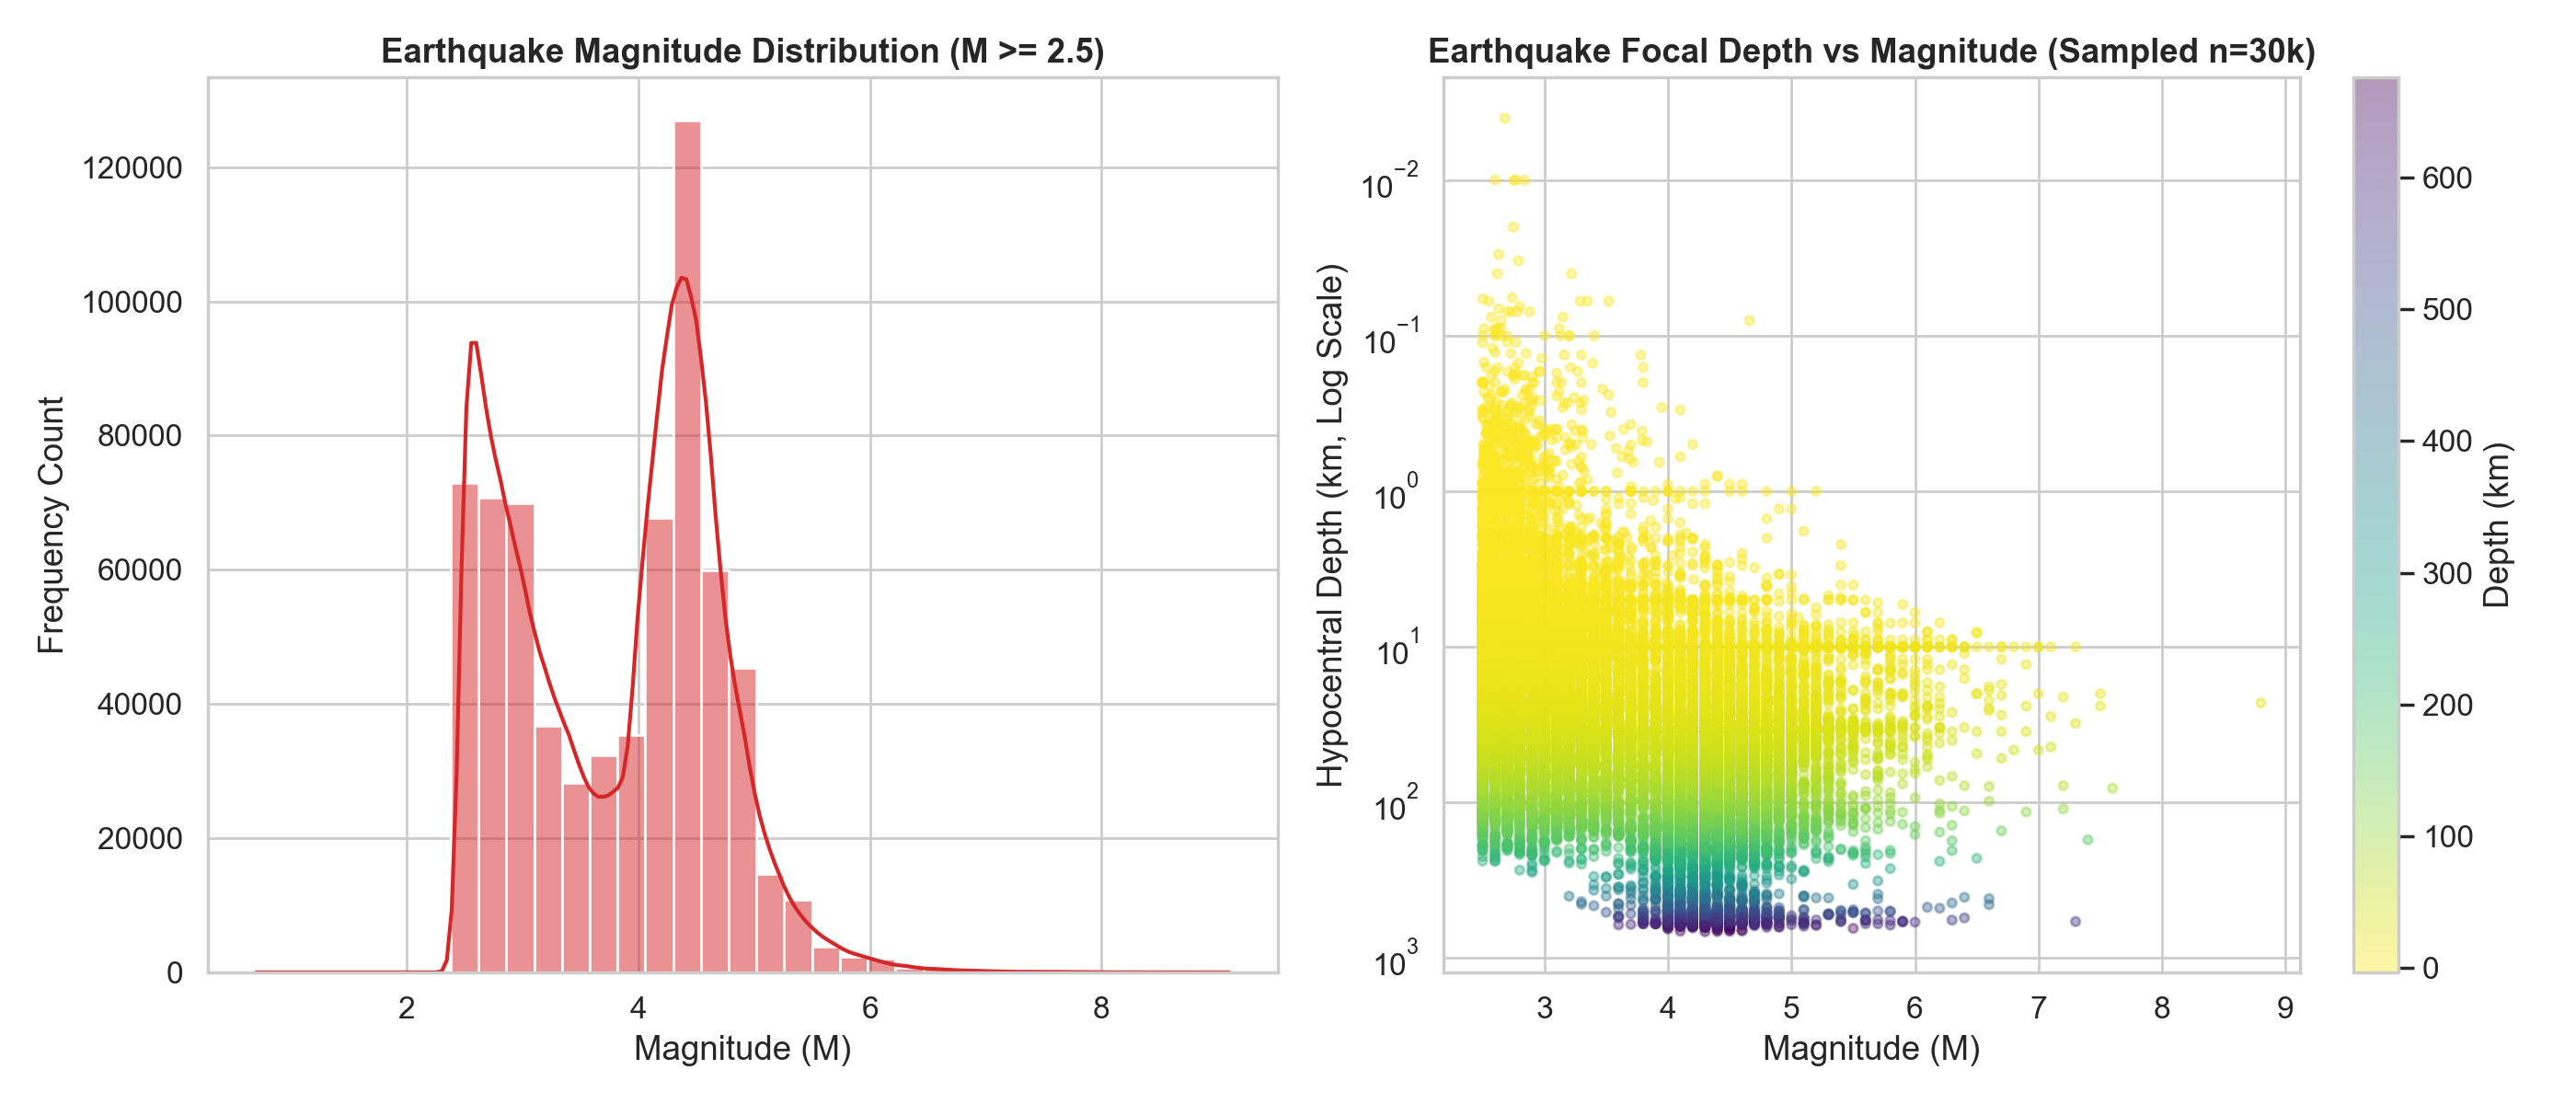 Earthquake Magnitude Distribution (M >= 2.5)
120000
100000
80000
60000
40000
20000
0
Frequency Count
2 4 6 8
Magnitude (M)
Earthquake Focal Depth vs Magnitude (Sampled n=30k)
10⁻²
10⁻¹
10⁰
10¹
10²
10³
Hypocentral Depth (km, Log Scale)
3 4 5 6 7 8 9
Magnitude (M)
600
500
400
300
200
100
0
Depth (km)